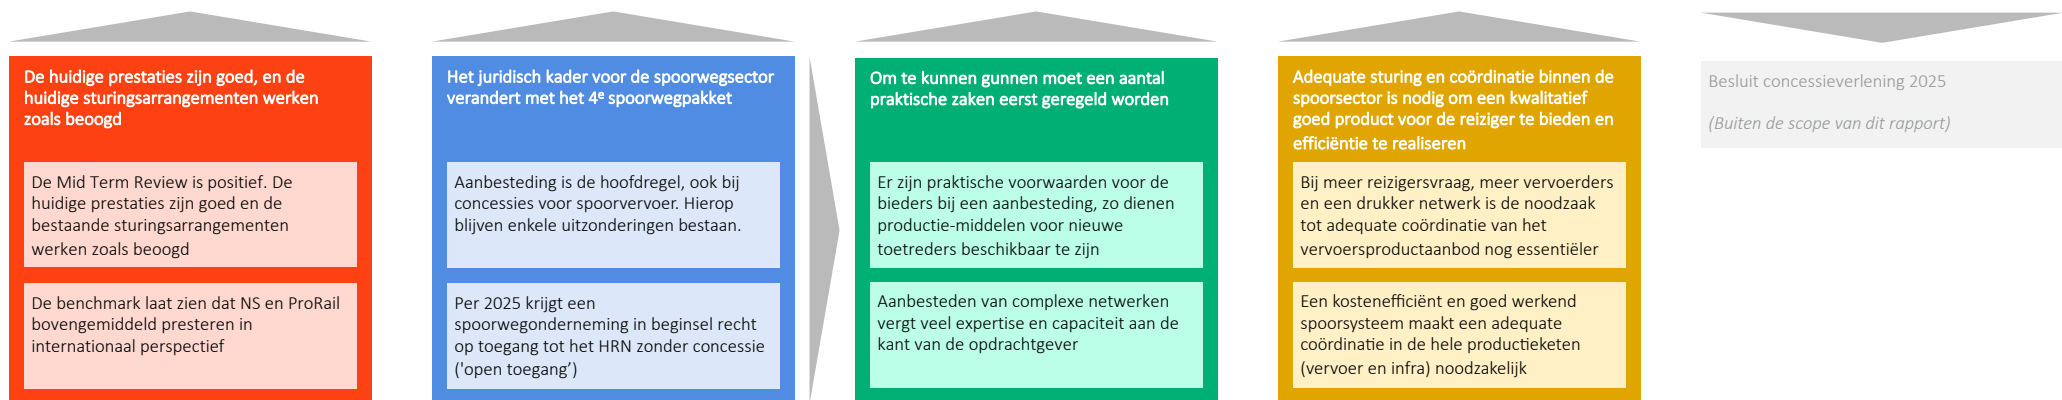 De huidige prestaties zijn goed, en de
huidige sturingsarrangementen werken
zoals beoogd
De Mid Term Review is positief. De
huidige prestaties zijn goed en de
bestaande sturingsarrangementen
werken zoals beoogd
De benchmark laat zien dat NS en ProRail
bovengemiddeld presteren in
internationaal perspectief
Het juridisch kader voor de spoorwegsector
verandert met het 4e spoorwegpakket
Aanbesteding is de hoofdregel, ook bij
concessies voor spoorvervoer. Hierop
blijven enkele uitzonderingen bestaan.
Per 2025 krijgt een
spoorwegonderneming in beginsel recht
op toegang tot het HRN zonder concessie
('open toegang’)
Om te kunnen gunnen moet een aantal
praktische zaken eerst geregeld worden
Er zijn praktische voorwaarden voor de
bieders bij een aanbesteding, zo dienen
productie-middelen voor nieuwe
toetreders beschikbaar te zijn
Aanbesteden van complexe netwerken
vergt veel expertise en capaciteit aan de
kant van de opdrachtgever
Adequate sturing en coördinatie binnen de
spoorsector is nodig om een kwalitatief
goed product voor de reiziger te bieden en
efficiëntie te realiseren
Bij meer reizigersvraag, meer vervoerders
en een drukker netwerk is de noodzaak
tot adequate coördinatie van het
vervoersproductaanbod nog essentiëler
Een kostenefficiënt en goed werkend
spoorsysteem maakt een adequate
coördinatie in de hele productieketen
(vervoer en infra) noodzakelijk
Besluit concessieverlening 2025
(Buiten de scope van dit rapport)